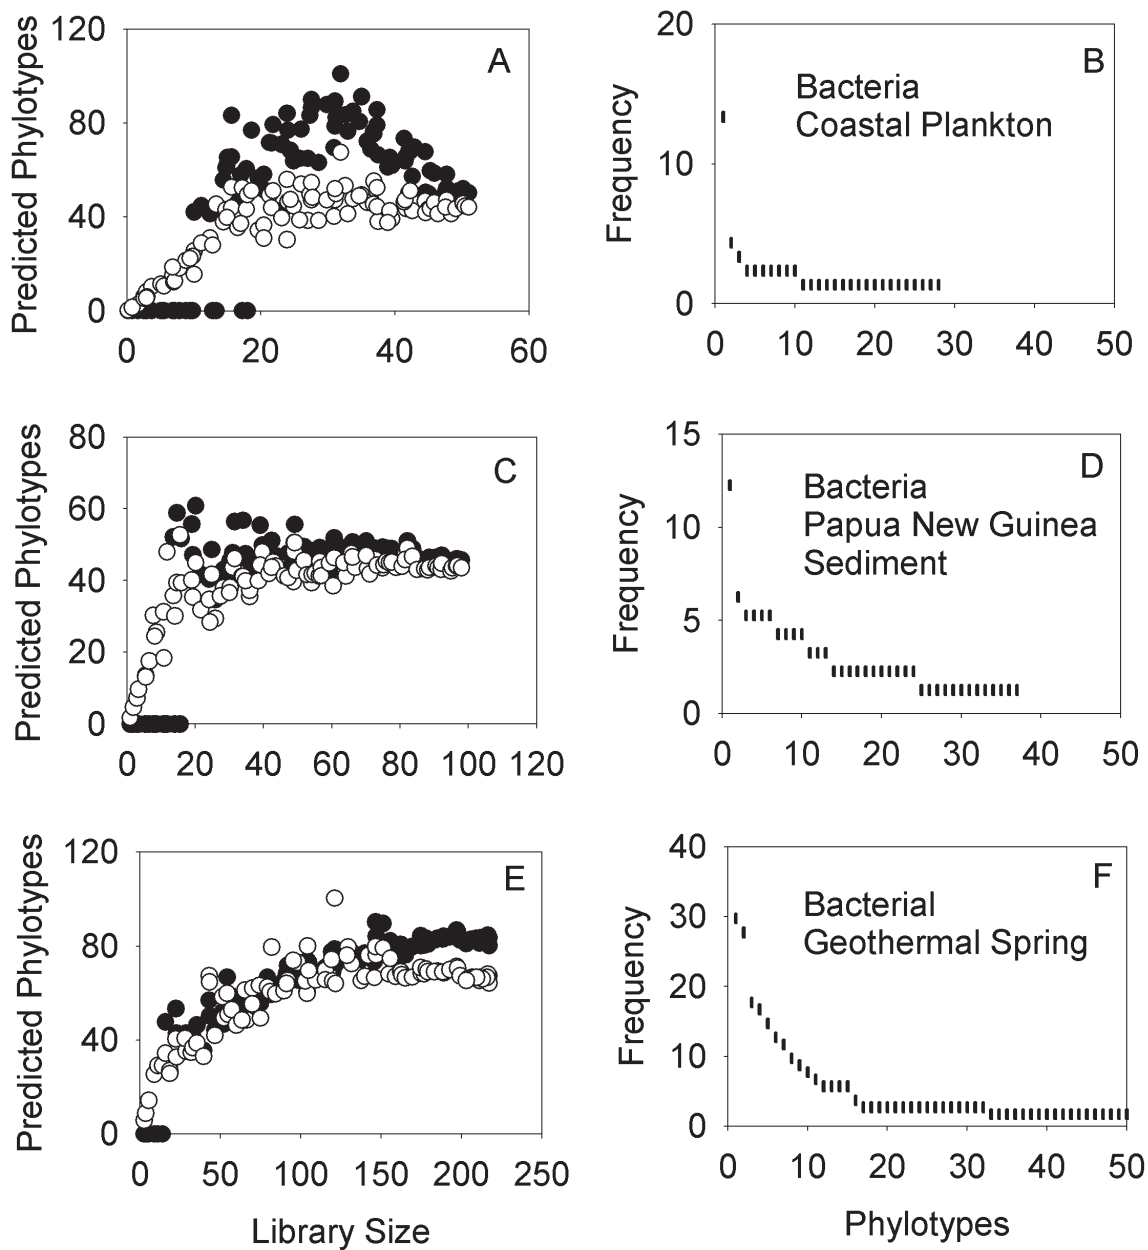 120
80
40
0
0
20
40
60
Predicted Phylotypes
A
20
10
0
0
10
20
30
40
50
Frequency
B
Bacteria
Coastal Plankton
80
60
40
20
0
0
20
40
60
80
100
120
Predicted Phylotypes
C
15
10
5
0
0
10
20
30
40
50
Frequency
D
Bacteria
Papua New Guinea
Sediment
120
80
40
0
0
50
100
150
200
250
Predicted Phylotypes
E
Library Size
40
30
20
10
0
0
10
20
30
40
50
Frequency
F
Bacterial
Geothermal Spring
Phylotypes